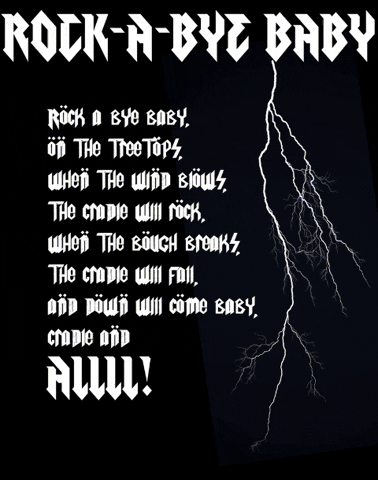 ROCK-A-BYE BABY
Röck a bye baby,
ön the treetöps,
when the wind blöws,
the cradle will röck,
when the böugh breaks,
the cradle will fall,
and döwn will cöme baby,
cradle and
Allll!